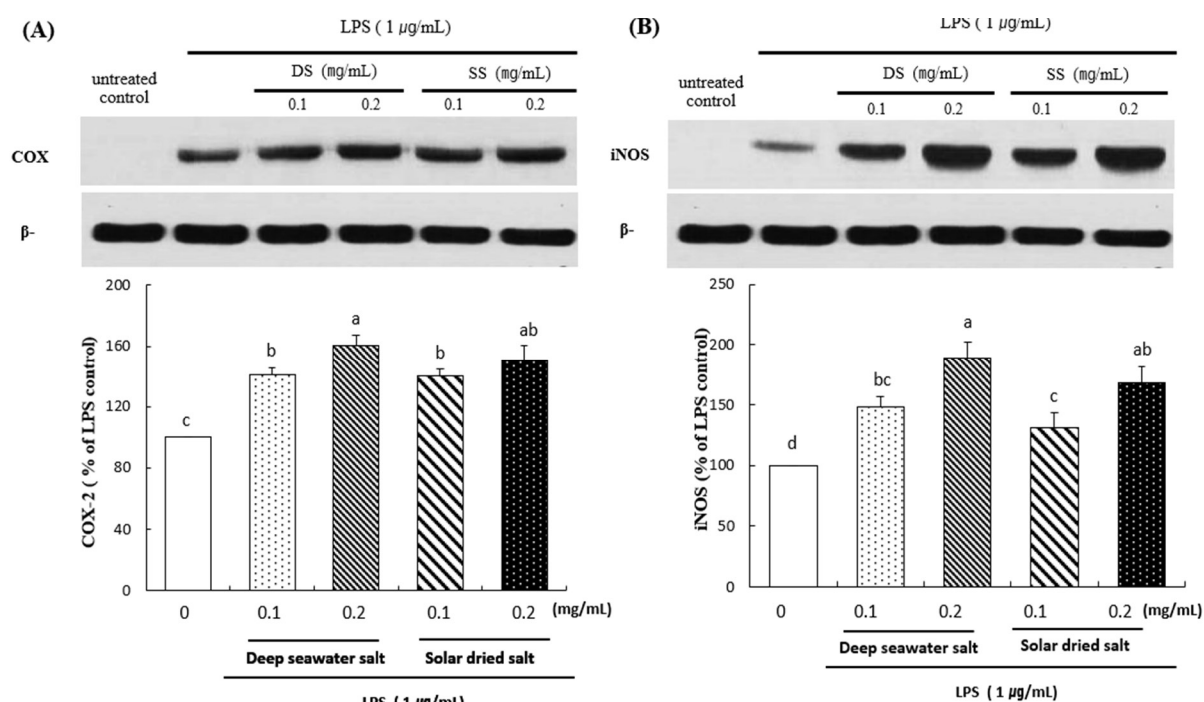 (A)
LPS ( 1 µg/mL)
untreated control
DS (mg/mL)
SS (mg/mL)
0.1
0.2
0.1
0.2
COX
β-
COX-2 ( % of LPS control)
200
160
120
80
40
0
c
b
a
b
ab
0
0.1
0.2
0.1
0.2
(mg/mL)
Deep seawater salt
Solar dried salt
LPS ( 1 µg/mL)
(B)
LPS ( 1 µg/mL)
untreated control
DS (mg/mL)
SS (mg/mL)
0.1
0.2
0.1
0.2
iNOS
β-
iNOS (% of LPS control)
250
200
150
100
50
0
d
bc
a
c
ab
0
0.1
0.2
0.1
0.2
(mg/mL)
Deep seawater salt
Solar dried salt
LPS ( 1 µg/mL)